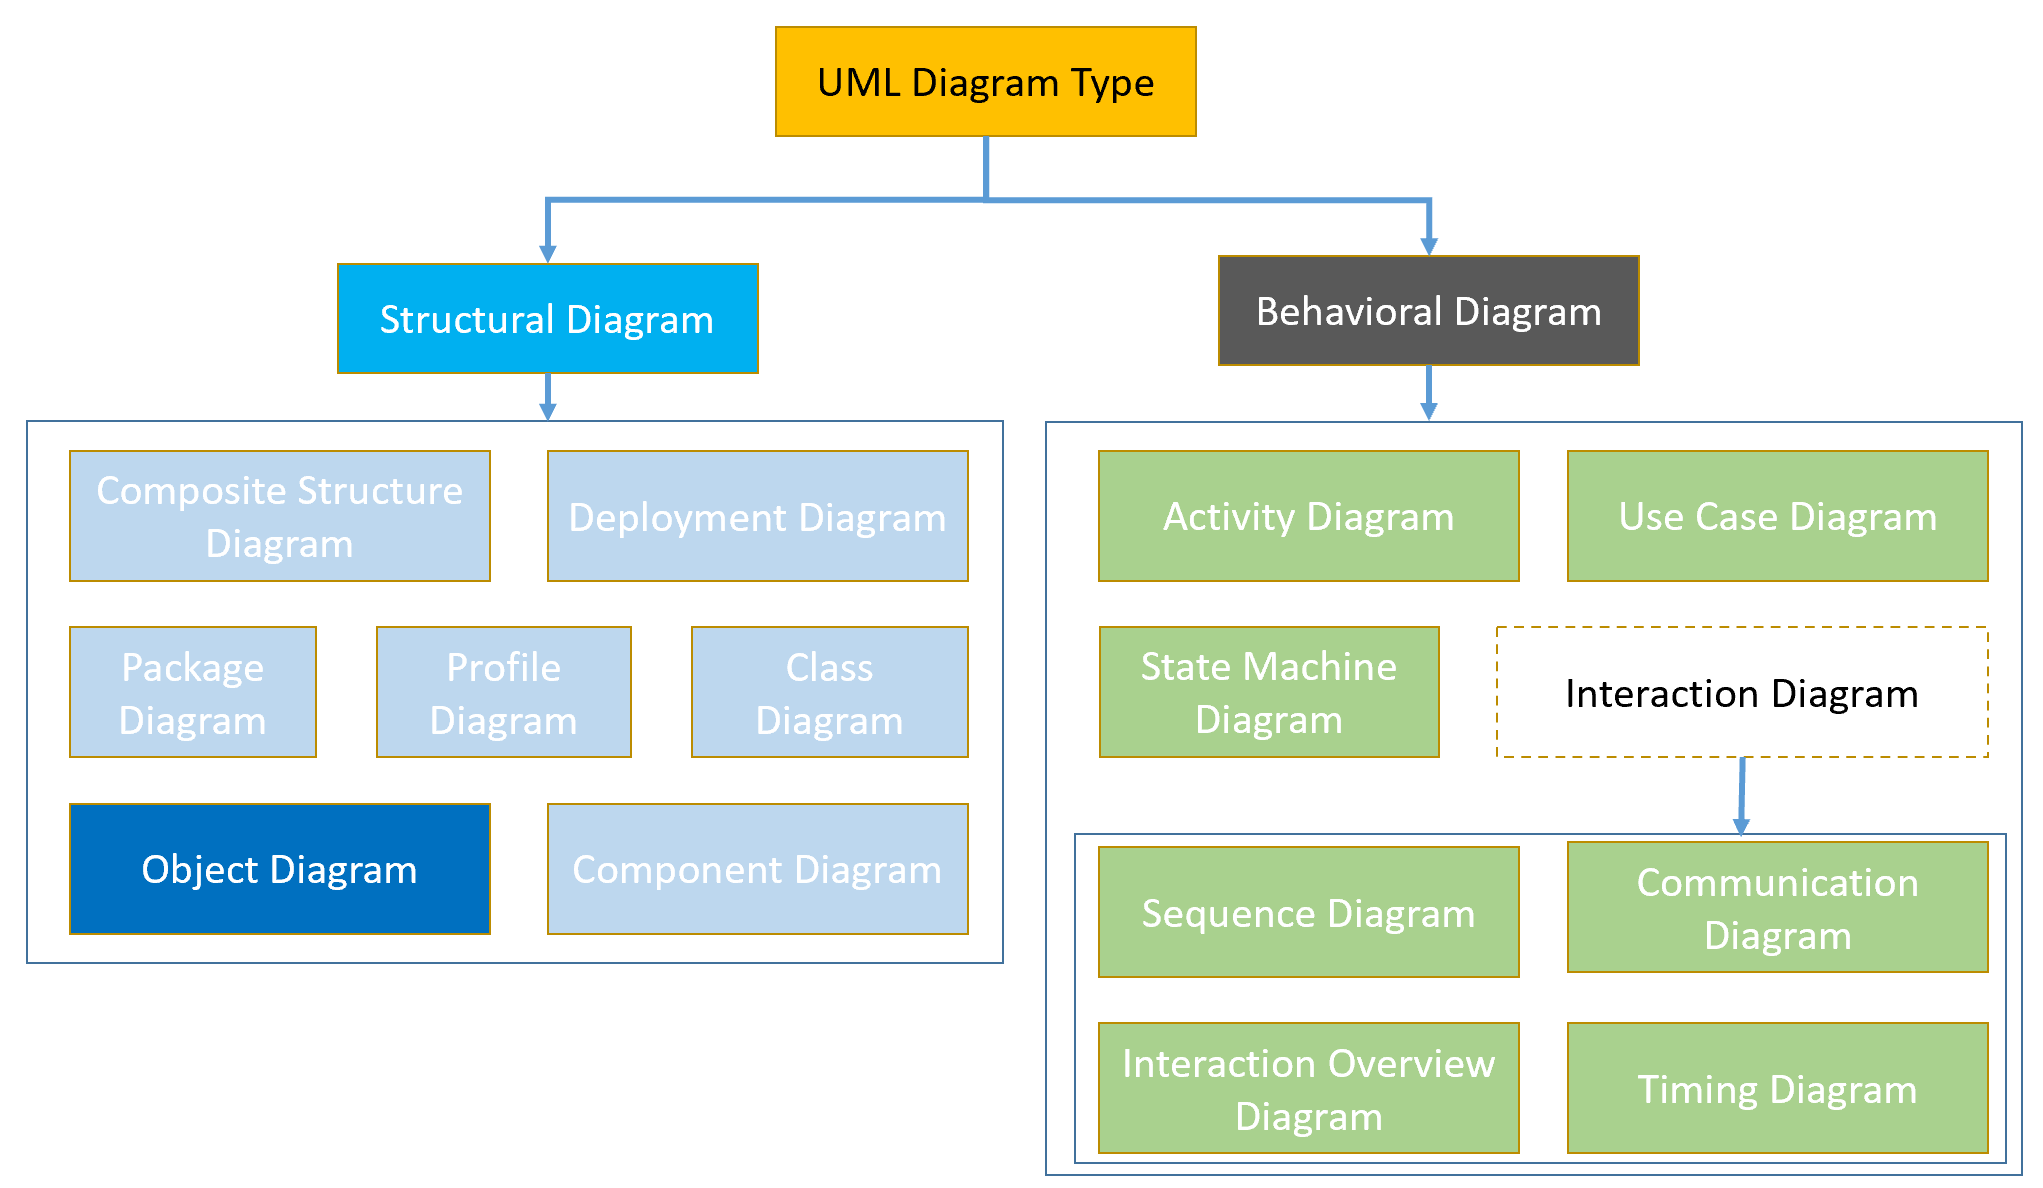 UML Diagram Type
Structural Diagram
Behavioral Diagram
Composite Structure
Diagram
Deployment Diagram
Package
Diagram
Profile
Diagram
Class
Diagram
Object Diagram
Component Diagram
Activity Diagram
Use Case Diagram
State Machine
Diagram
Interaction Diagram
Sequence Diagram
Communication
Diagram
Interaction Overview
Diagram
Timing Diagram